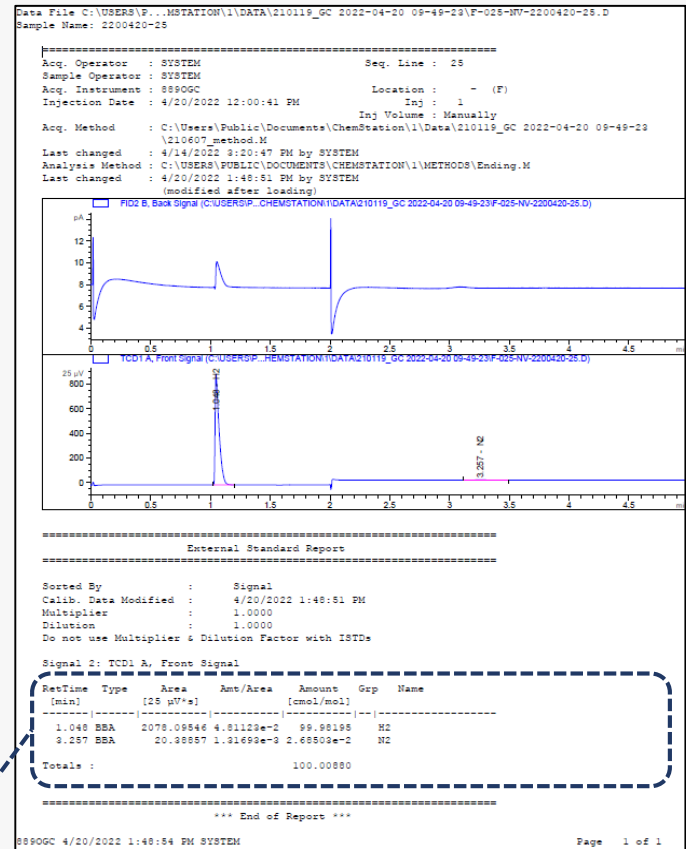 Data File C:\USERS\P...MSTATION\1\DATA\210119_GC 2022-04-20 09-49-23\F-025-NV-2200420-25.D
Sample Name: 2200420-25
=====================================================
Acq. Operator : SYSTEM Seq. Line : 25
Sample Operator : SYSTEM
Acq. Instrument : 8890GC Location : - (F)
Injection Date : 4/20/2022 12:00:41 PM Inj : 1
Inj Volume : Manually
Acq. Method : C:\Users\Public\Documents\ChemStation\1\Data\210119_GC 2022-04-20 09-49-23
\210607_method.M
Last changed : 4/14/2022 3:20:47 PM by SYSTEM
Analysis Method : C:\USERS\PUBLIC\DOCUMENTS\CHEMSTATION\1\METHODS\Ending.M
Last changed : 4/20/2022 1:48:51 PM by SYSTEM
(modified after loading)
FID2 B, Back Signal (C:\USERS\P...CHEMSTATION\1\DATA\210119_GC 2022-04-20 09-49-23\F-025-NV-2200420-25.D)
pA
12
10
8
6
4
0 0.5 1 1.5 2 2.5 3 3.5 4 4.5 mi
TCD1 A, Front Signal (C:\USERS\P...HEMSTATION\1\DATA\210119_GC 2022-04-20 09-49-23\F-025-NV-2200420-25.D)
25 µV
800
600
400
200
0
1.048 - H2
3.257 - N2
0 0.5 1 1.5 2 2.5 3 3.5 4 4.5 mi
=====================================================
External Standard Report
=====================================================
Sorted By : Signal
Calib. Data Modified : 4/20/2022 1:48:51 PM
Multiplier : 1.0000
Dilution : 1.0000
Do not use Multiplier & Dilution Factor with ISTDs
Signal 2: TCD1 A, Front Signal
RetTime Type Area Amt/Area Amount Grp Name
[min] [25 µV*s] [cmol/mol]
-------|------|----------|----------|----------|--|------------------
1.048 BBA 2078.09546 4.81123e-2 99.98195 H2
3.257 BBA 20.38857 1.31693e-3 2.68503e-2 N2
Totals : 100.00880
=====================================================
*** End of Report ***
8890GC 4/20/2022 1:48:54 PM SYSTEM Page 1 of 1